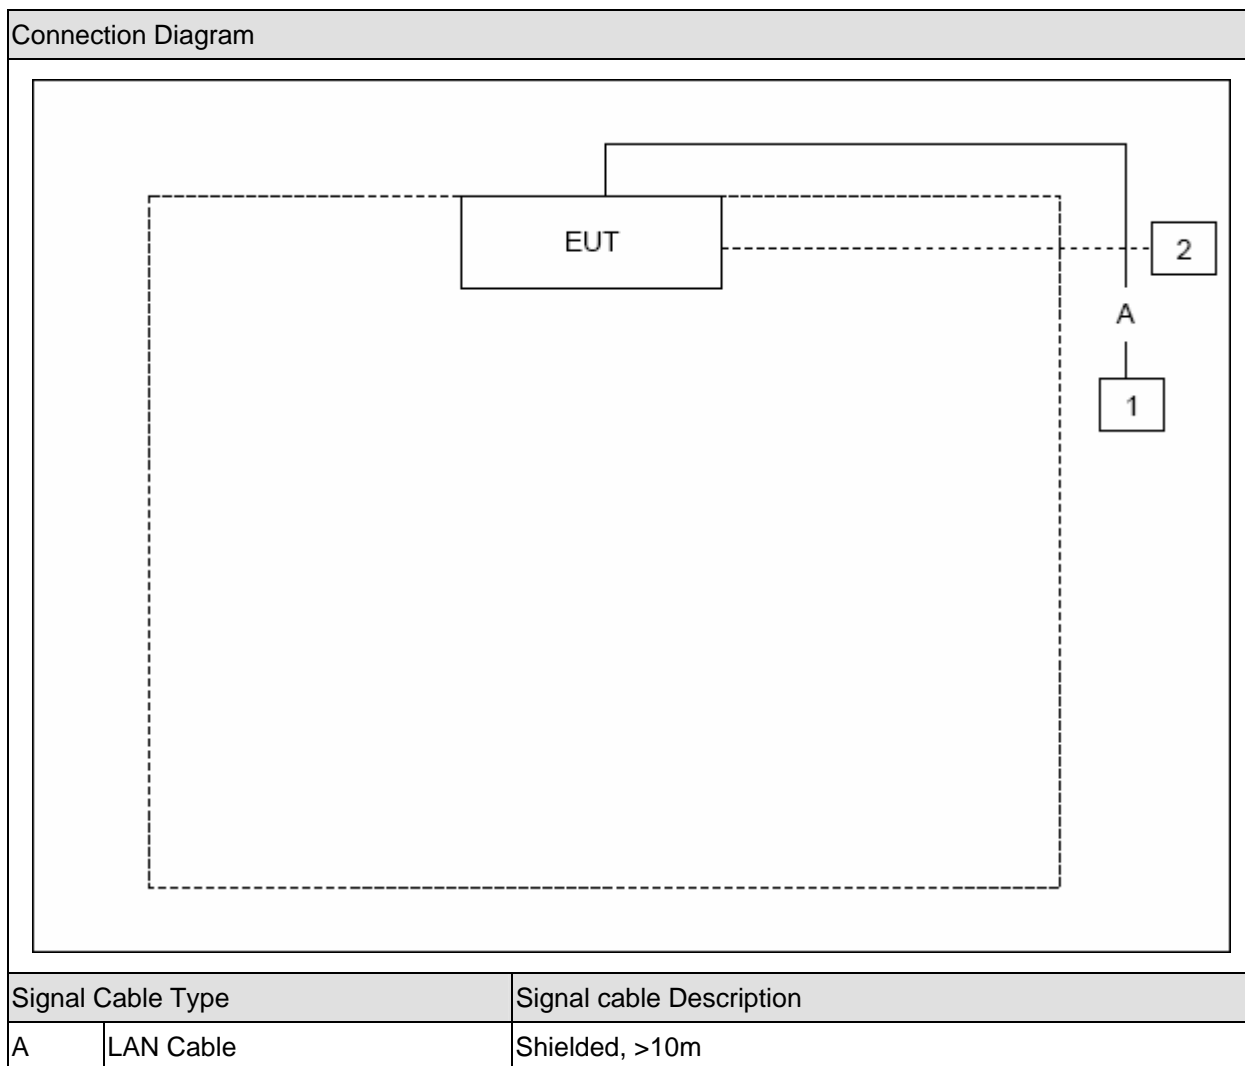 Connection Diagram
EUT
2
A
1
Signal Cable Type Signal cable Description
A LAN Cable Shielded, >10m